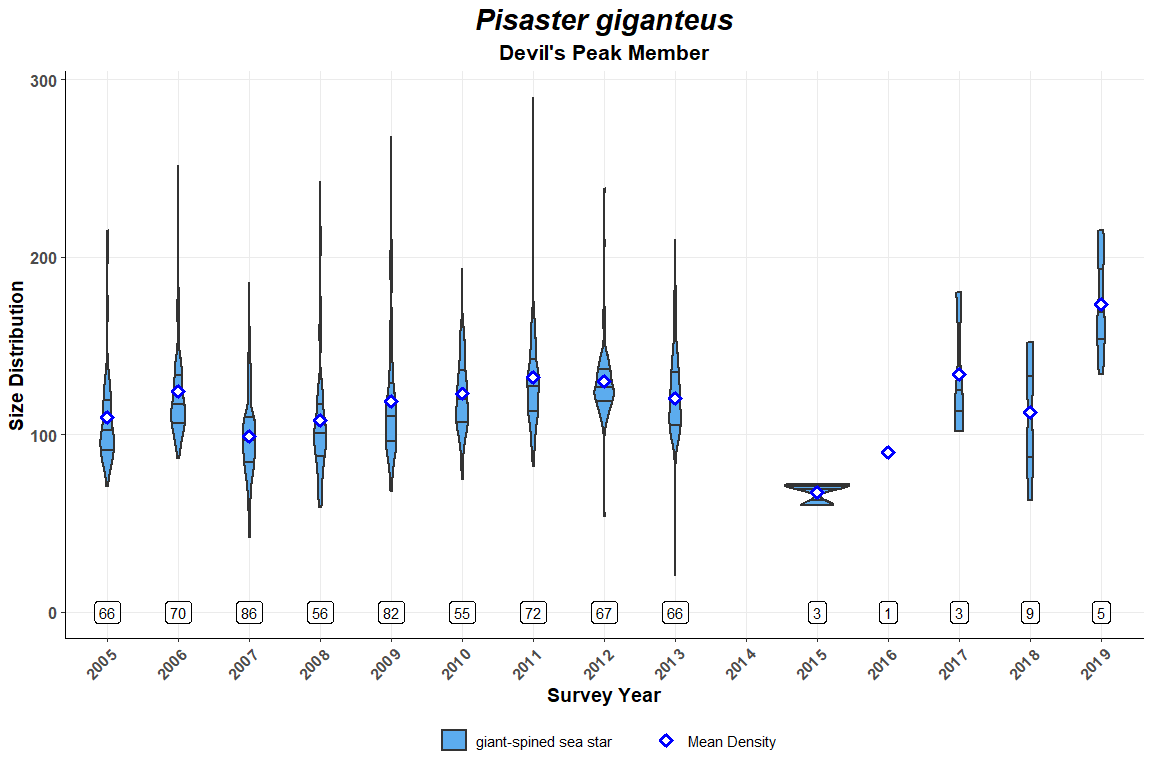 Pisaster giganteus
Devil's Peak Member
Size Distribution
300
200
100
0
66 70 86 56 82 55 72 67 66 3 1 3 9 5
2005 2006 2007 2008 2009 2010 2011 2012 2013 2014 2015 2016 2017 2018 2019
Survey Year
giant-spined sea star Mean Density